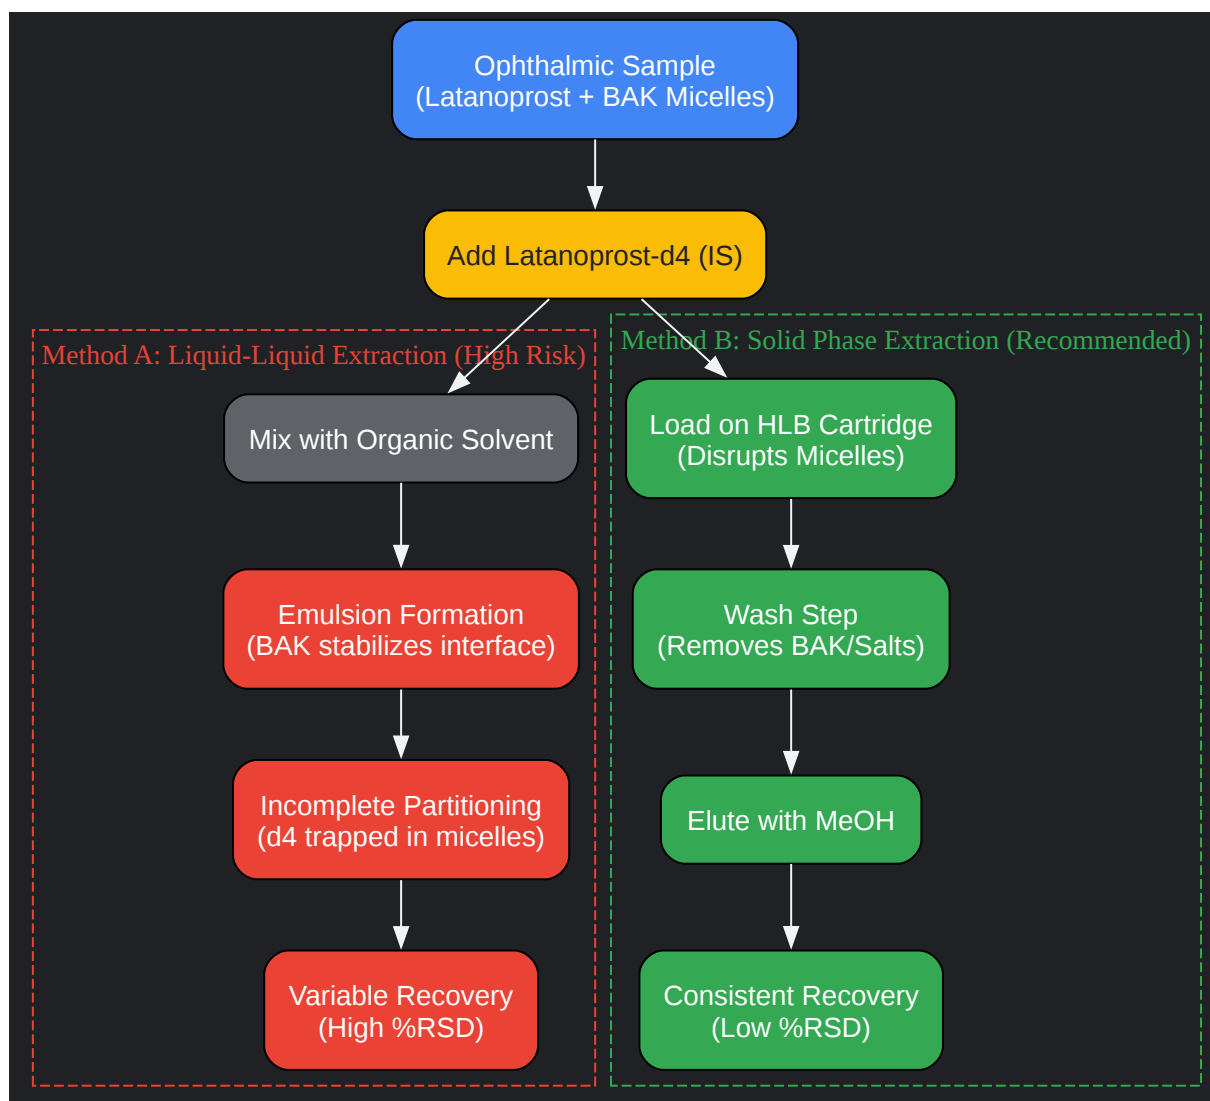 Ophthalmic Sample
(Latanoprost + BAK Micelles)
Add Latanoprost-d4 (IS)
Method A: Liquid-Liquid Extraction (High Risk)
Mix with Organic Solvent
Emulsion Formation
(BAK stabilizes interface)
Incomplete Partitioning
(d4 trapped in micelles)
Variable Recovery
(High %RSD)
Method B: Solid Phase Extraction (Recommended)
Load on HLB Cartridge
(Disrupts Micelles)
Wash Step
(Removes BAK/Salts)
Elute with MeOH
Consistent Recovery
(Low %RSD)